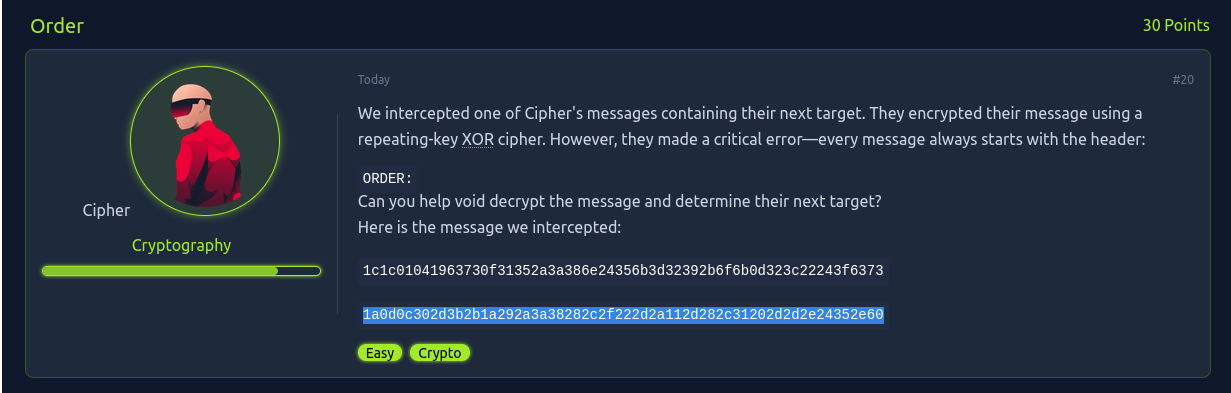 Order
30 Points
Today
#20
We intercepted one of Cipher's messages containing their next target. They encrypted their message using a
repeating-key XOR cipher. However, they made a critical error—every message always starts with the header:
ORDER:
Can you help void decrypt the message and determine their next target?
Here is the message we intercepted:
1c1c01041963730f31352a3a386e24356b3d32392b6f6b0d323c22243f6373
1a0d0c302d3b2b1a292a3a38282c2f222d2a112d282c31202d2d2e24352e60
Easy
Crypto
Cipher
Cryptography